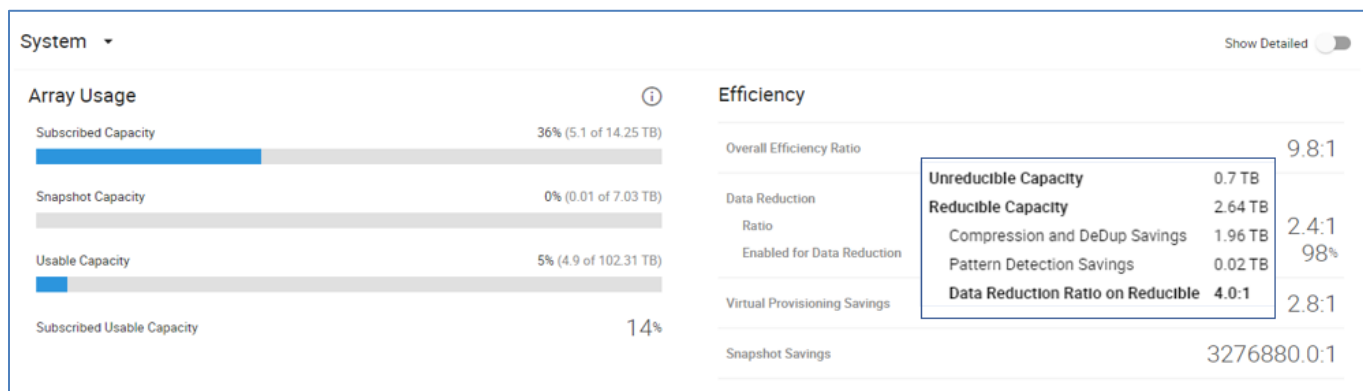 System
Show Detailed
Array Usage
Subscribed Capacity 36% (5.1 of 14.25 TB)
Snapshot Capacity 0% (0.01 of 7.03 TB)
Usable Capacity 5% (4.9 of 102.31 TB)
Subscribed Usable Capacity 14%
Efficiency
Overall Efficiency Ratio 9.8:1
Data Reduction
Ratio 2.4:1
Enabled for Data Reduction 98%
Unreducible Capacity 0.7 TB
Reducible Capacity 2.64 TB
Compression and DeDup Savings 1.96 TB
Pattern Detection Savings 0.02 TB
Data Reduction Ratio on Reducible 4.0:1
Virtual Provisioning Savings 2.8:1
Snapshot Savings 3276880.0:1